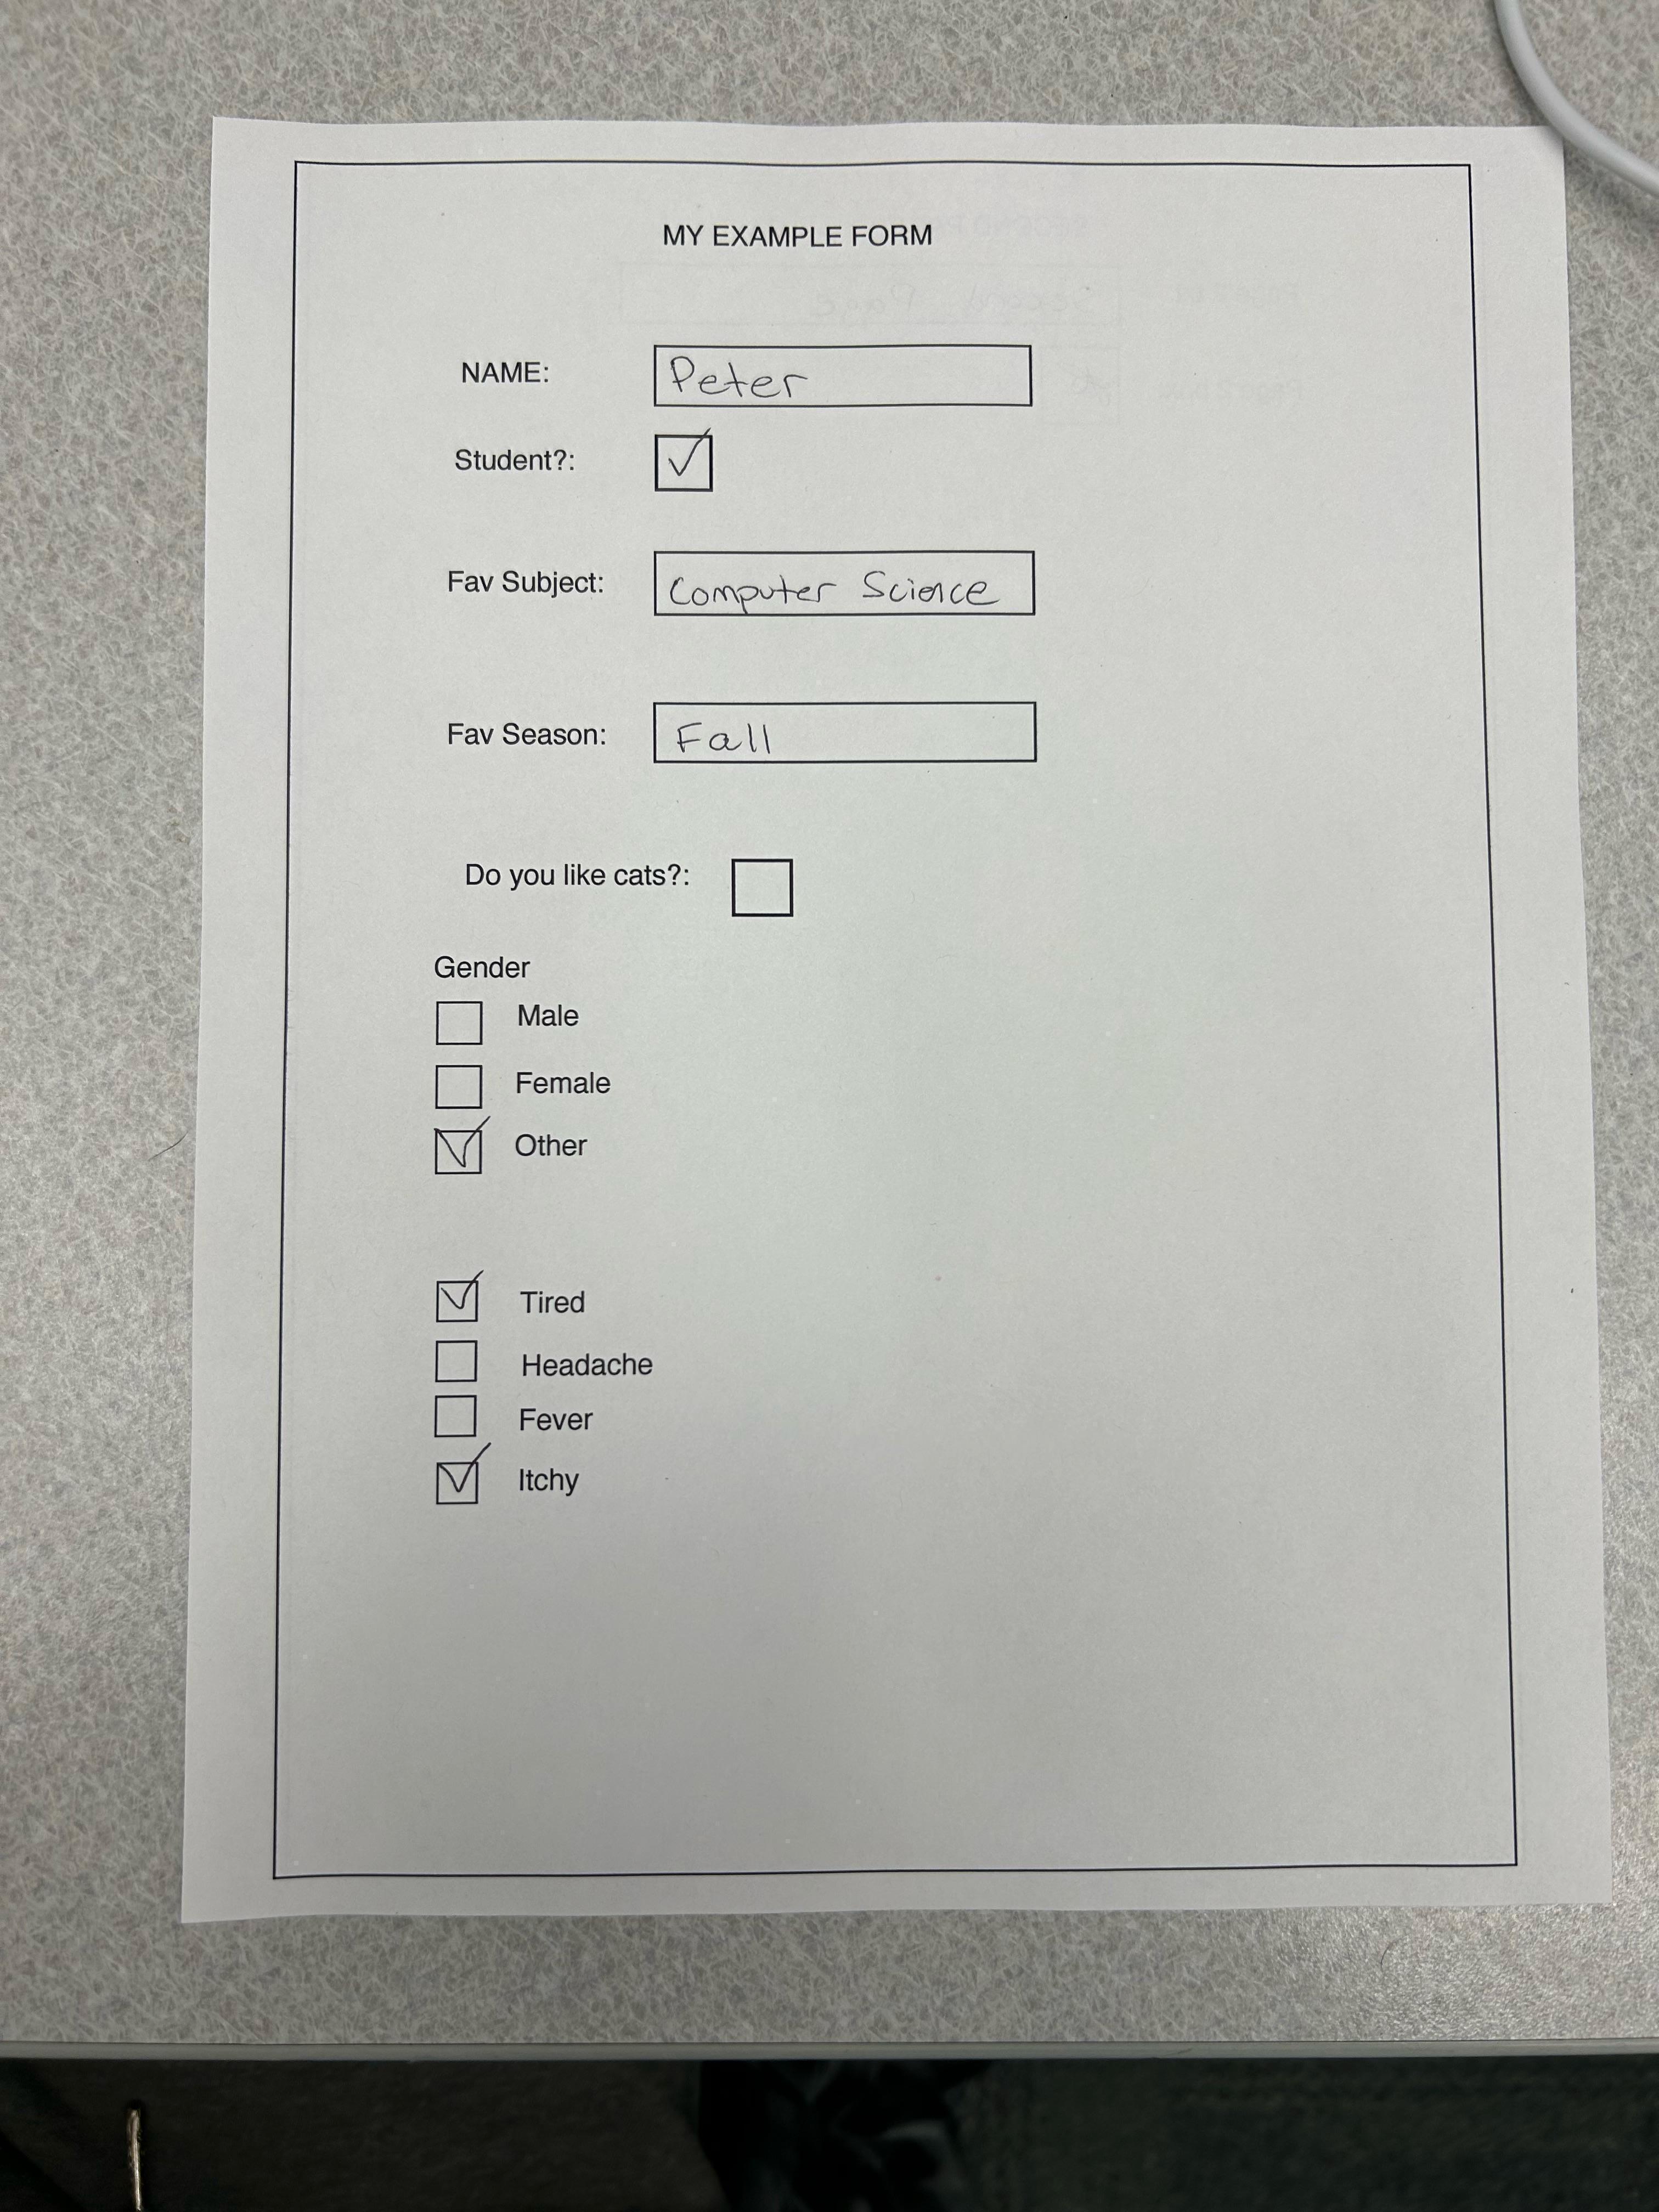 MY EXAMPLE FORM
NAME: Peter
Student?: ✓
Fav Subject: Computer Science
Fav Season: Fall
Do you like cats?: ☐
Gender
☐ Male
☐ Female
☑ Other
☑ Tired
☐ Headache
☐ Fever
☑ Itchy